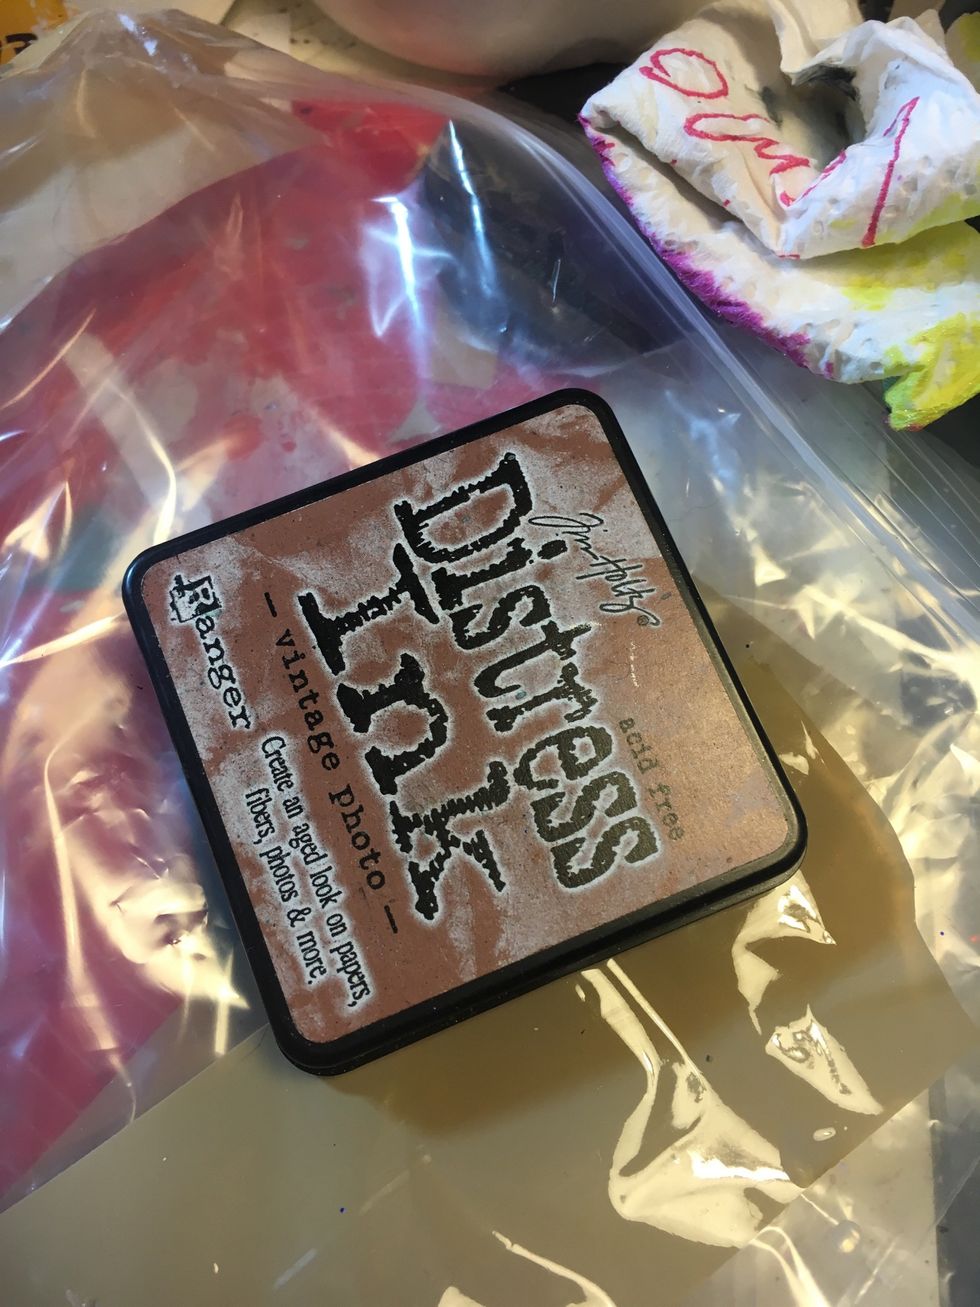 Tim Holtz®
acid free
Distress
Ink
— vintage photo —
Ranger
Create an aged look on papers,
fibers, photos & more.